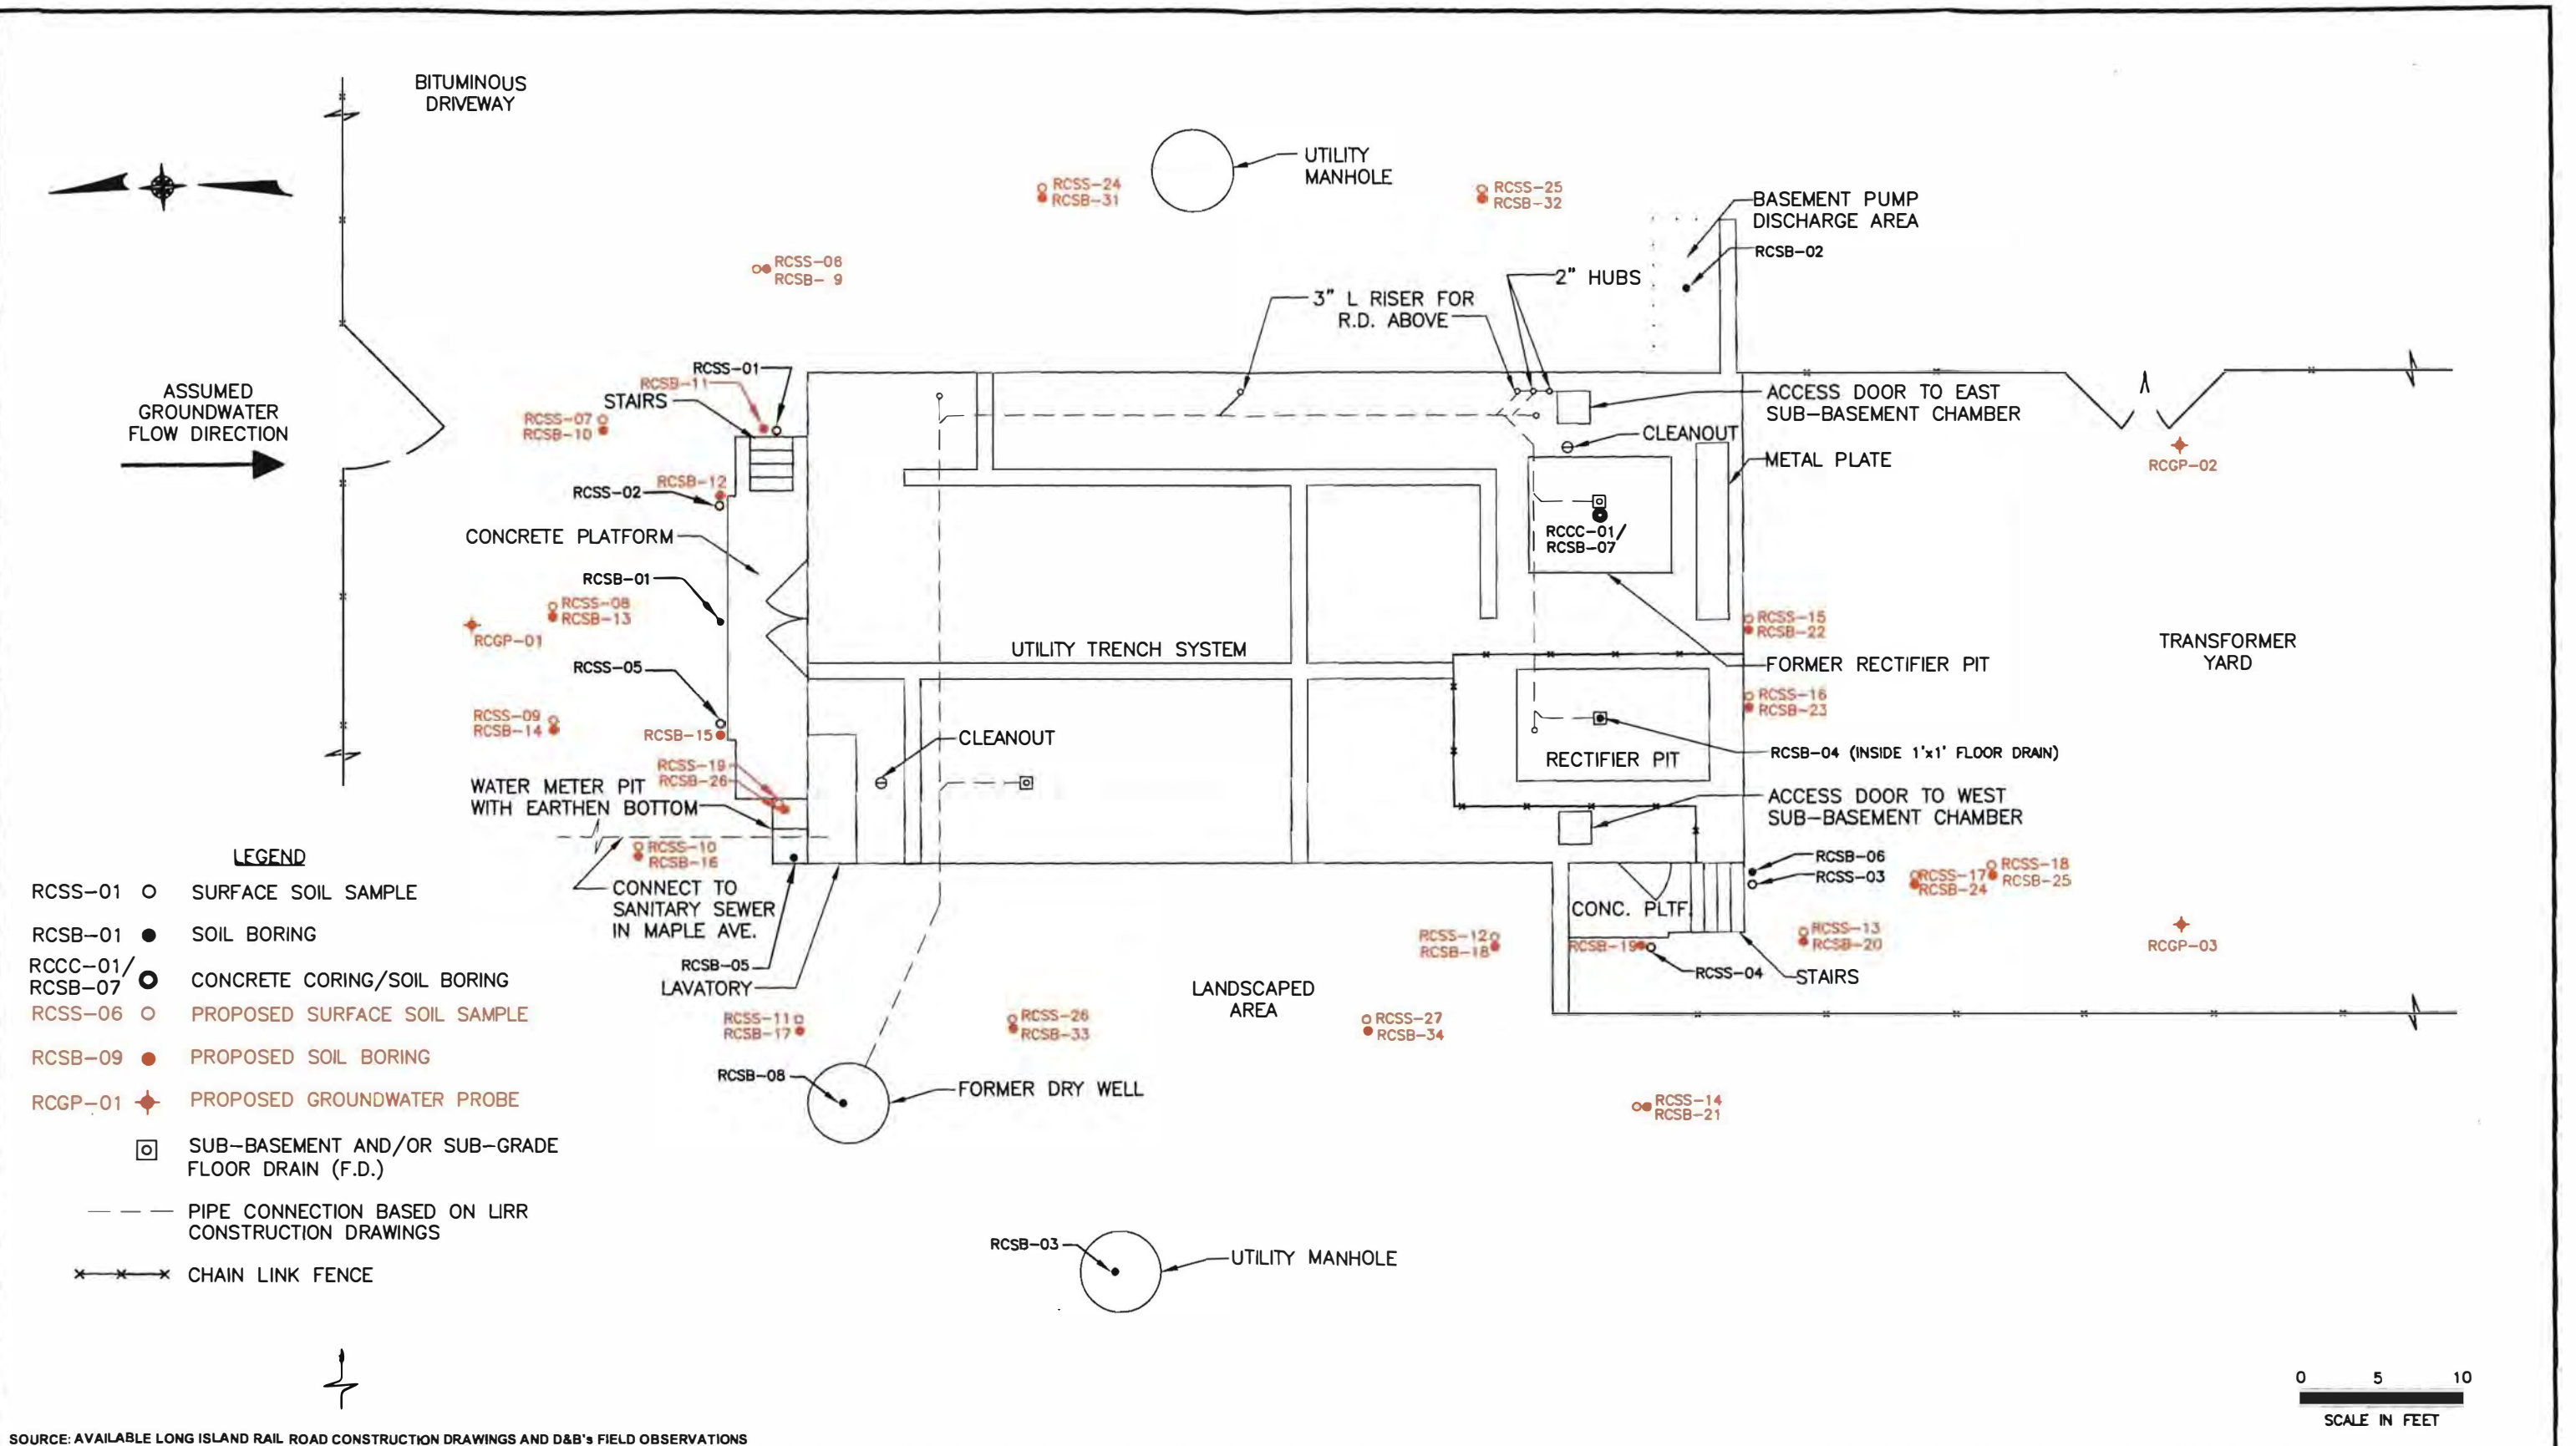 BITUMINOUS
DRIVEWAY
UTILITY
MANHOLE
RCSS-24
RCSB-31
RCSS-25
RCSB-32
BASEMENT PUMP
DISCHARGE AREA
RCSB-02
RCSS-06
RCSB- 9
2" HUBS
3" L RISER FOR
R.D. ABOVE
ASSUMED
GROUNDWATER
FLOW DIRECTION
RCSS-01
RCSB-11
STAIRS
RCSS-07
RCSB-10
ACCESS DOOR TO EAST
SUB-BASEMENT CHAMBER
CLEANOUT
METAL PLATE
RCGP-02
RCSB-12
RCSS-02
CONCRETE PLATFORM
RCCC-01/
RCSB-07
RCSB-01
RCSS-08
RCSB-13
RCGP-01
RCSS-15
RCSB-22
UTILITY TRENCH SYSTEM
TRANSFORMER
YARD
RCSS-05
FORMER RECTIFIER PIT
RCSS-16
RCSB-23
RCSS-09
RCSB-14
RCSB-15
CLEANOUT
RECTIFIER PIT
RCSB-04 (INSIDE 1'x1' FLOOR DRAIN)
RCSS-19
RCSB-26
WATER METER PIT
WITH EARTHEN BOTTOM
ACCESS DOOR TO WEST
SUB-BASEMENT CHAMBER
RCSS-10
RCSB-16
RCSB-06
RCSS-03
RCSS-17
RCSB-24
RCSS-18
RCSB-25
CONNECT TO
SANITARY SEWER
IN MAPLE AVE.
CONC. PLTF.
RCSS-12
RCSB-18
RCSB-19
RCSS-04
STAIRS
RCSS-13
RCSB-20
RCGP-03
RCSB-05
LAVATORY
LANDSCAPED
AREA
RCSS-11
RCSB-17
RCSS-26
RCSB-33
RCSS-27
RCSB-34
RCSB-08
FORMER DRY WELL
RCSS-14
RCSB-21
RCSB-03
UTILITY MANHOLE
LEGEND
RCSS-01 SURFACE SOIL SAMPLE
RCSB-01 SOIL BORING
RCCC-01/
RCSB-07 CONCRETE CORING/SOIL BORING
RCSS-06 PROPOSED SURFACE SOIL SAMPLE
RCSB-09 PROPOSED SOIL BORING
RCGP-01 PROPOSED GROUNDWATER PROBE
SUB-BASEMENT AND/OR SUB-GRADE
FLOOR DRAIN (F.D.)
PIPE CONNECTION BASED ON LIRR
CONSTRUCTION DRAWINGS
CHAIN LINK FENCE
0 5 10
SCALE IN FEET
SOURCE: AVAILABLE LONG ISLAND RAIL ROAD CONSTRUCTION DRAWINGS AND D&B's FIELD OBSERVATIONS